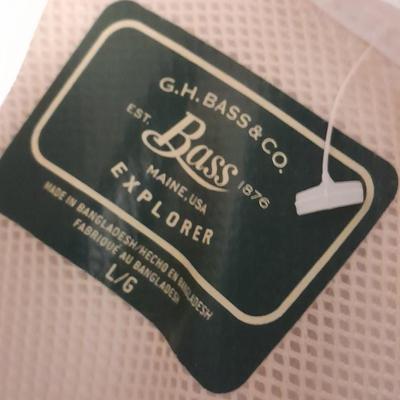 G.H. BASS & CO.
EST. Bass 1876
MAINE, USA
EXPLORER
MADE IN BANGLADESH/HECHO EN BANGLADESH
FABRIQUÉ AU BANGLADESH
L/G